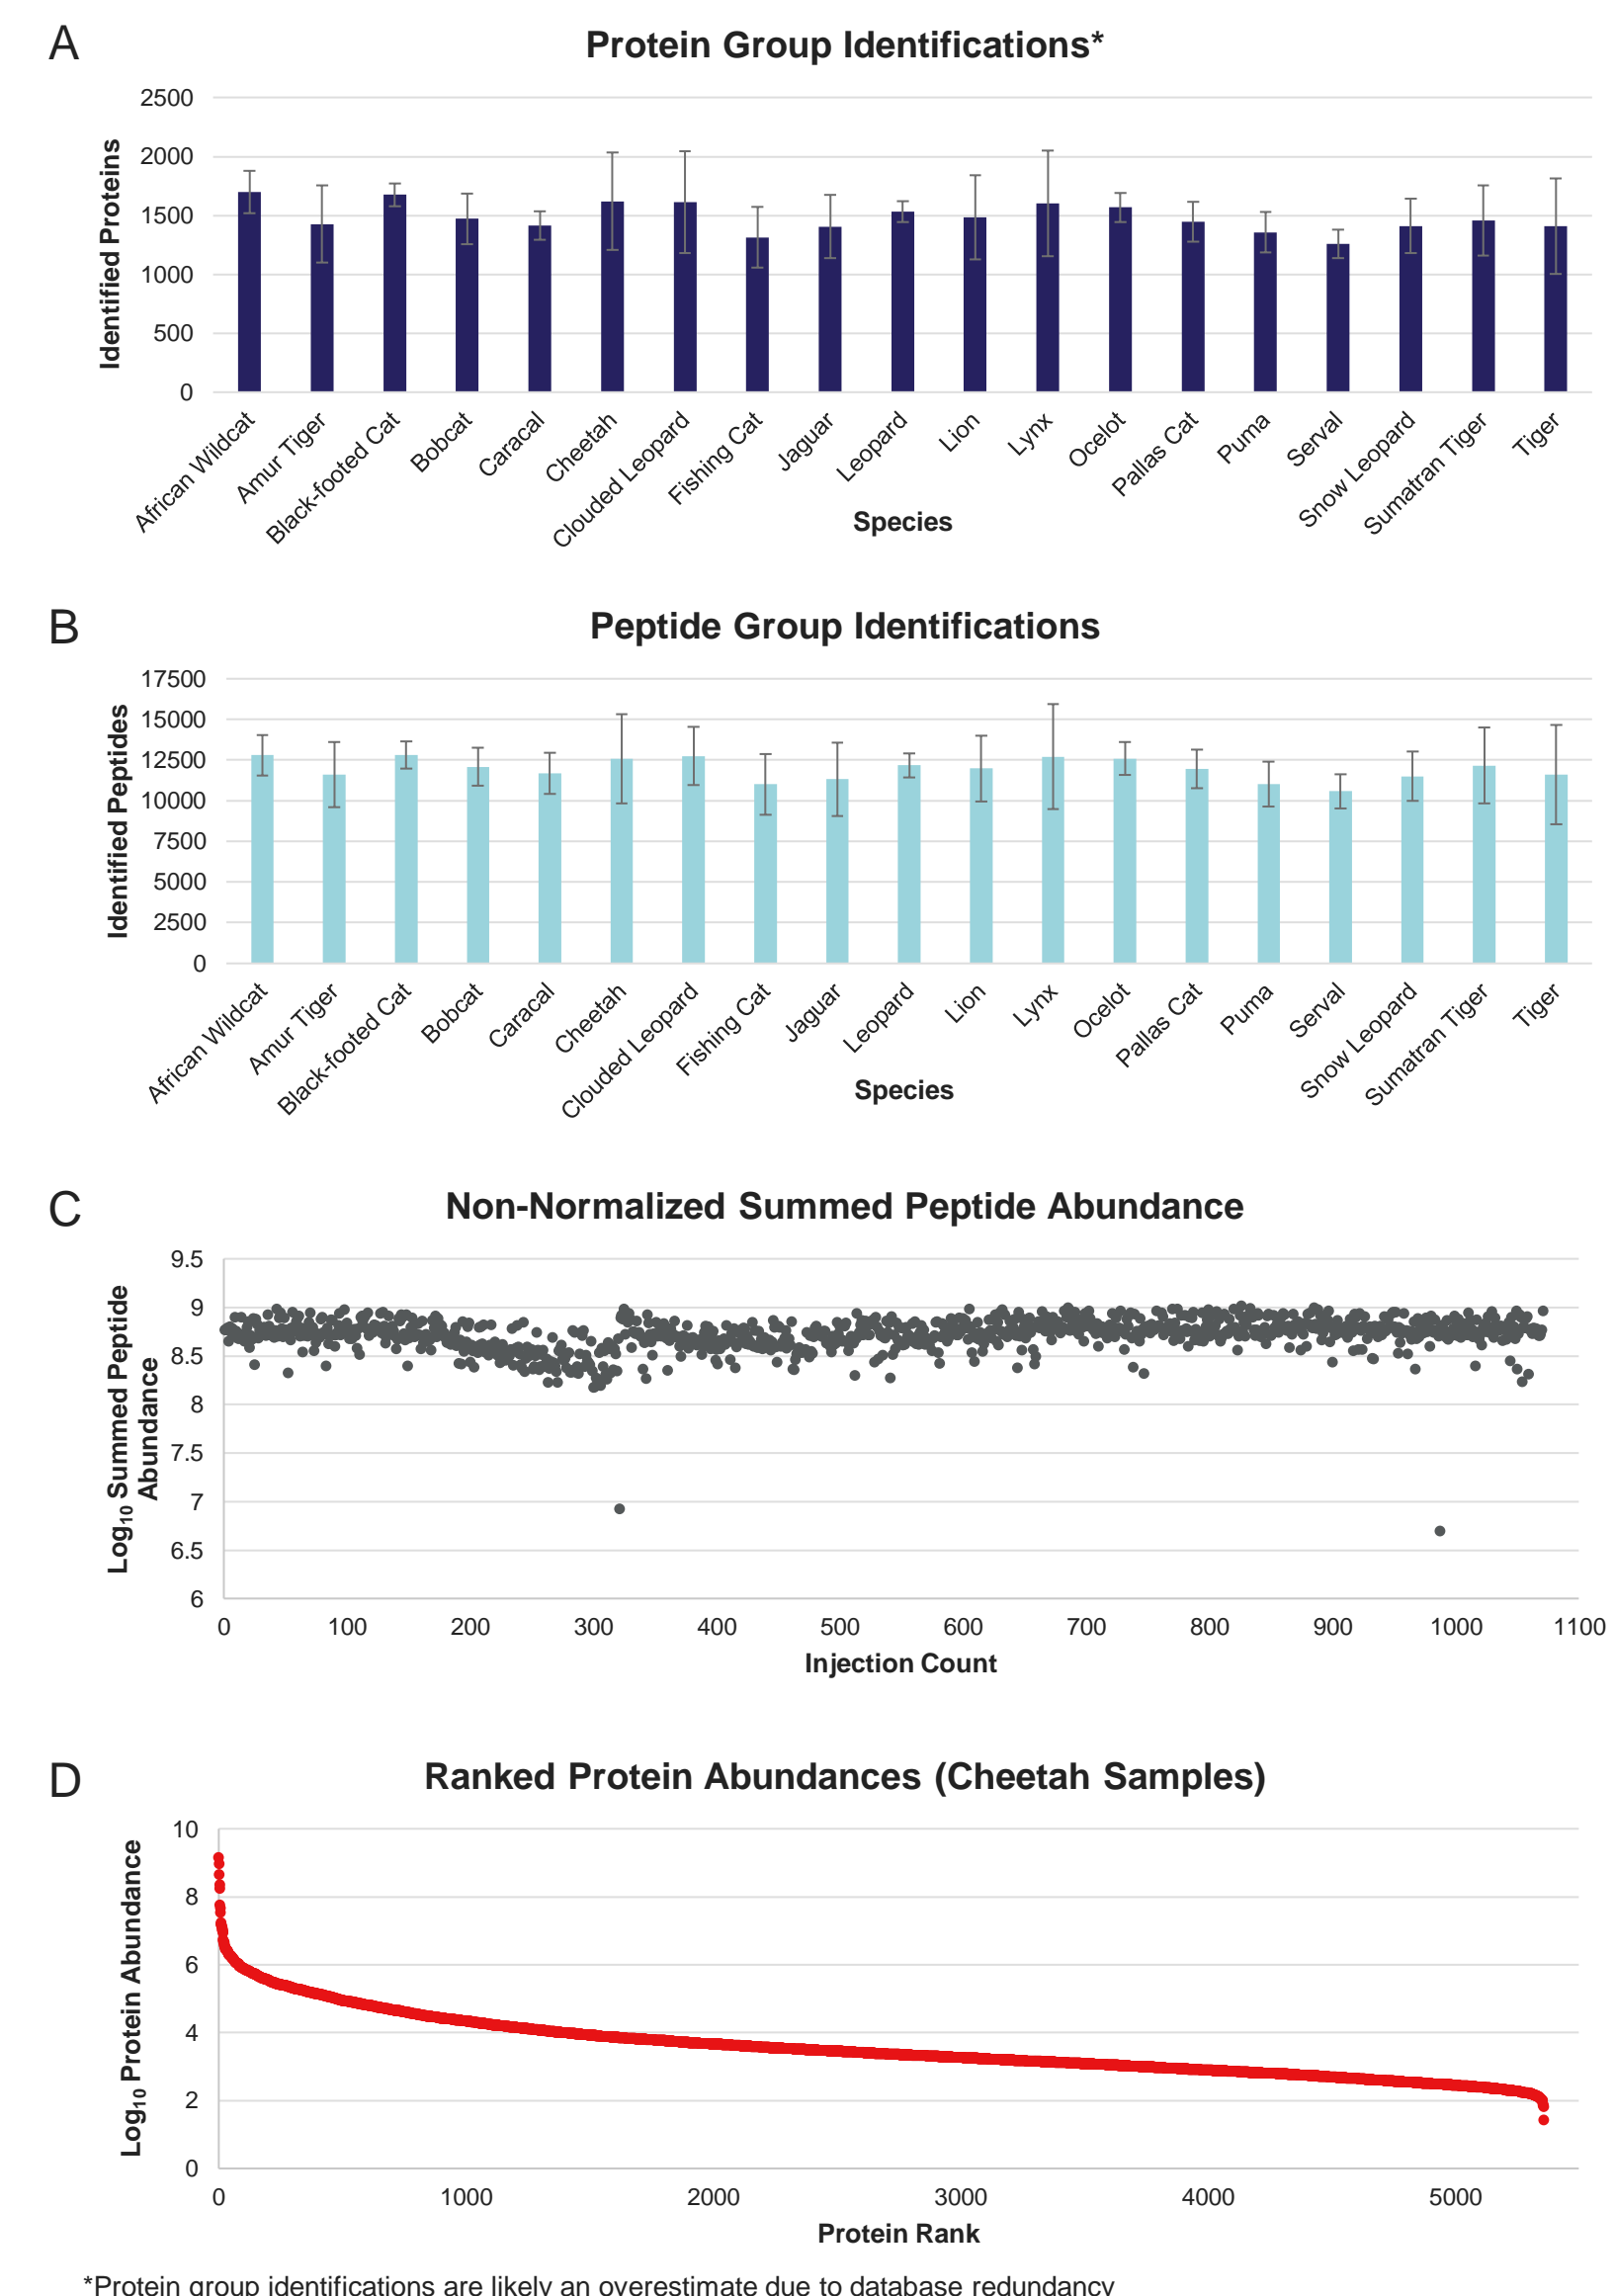 A
Protein Group Identifications*
2500
2000
1500
1000
500
0
Identified Proteins
African Wildcat
Amur Tiger
Black-footed Cat
Bobcat
Caracal
Cheetah
Clouded Leopard
Fishing Cat
Jaguar
Leopard
Lion
Lynx
Ocelot
Pallas Cat
Puma
Serval
Snow Leopard
Sumatran Tiger
Tiger
Species
B
Peptide Group Identifications
17500
15000
12500
10000
7500
5000
2500
0
Identified Peptides
African Wildcat
Amur Tiger
Black-footed Cat
Bobcat
Caracal
Cheetah
Clouded Leopard
Fishing Cat
Jaguar
Leopard
Lion
Lynx
Ocelot
Pallas Cat
Puma
Serval
Snow Leopard
Sumatran Tiger
Tiger
Species
C
Non-Normalized Summed Peptide Abundance
9.5
9
8.5
8
7.5
7
6.5
6
Log₁₀ Summed Peptide
Abundance
0 100 200 300 400 500 600 700 800 900 1000 1100
Injection Count
D
Ranked Protein Abundances (Cheetah Samples)
10
8
6
4
2
0
Log₁₀ Protein Abundance
0 1000 2000 3000 4000 5000
Protein Rank
*Protein group identifications are likely an overestimate due to database redundancy